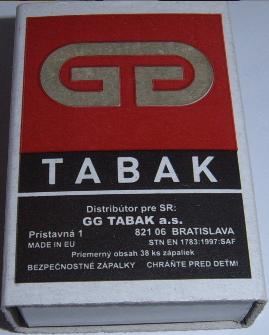 GG
TABAK
Distribútor pre SR:
GG TABAK a.s.
Prístavná 1 821 06 BRATISLAVA
MADE IN EU STN EN 1783:1997:SAF
Priemerný obsah 38 ks zápaliek
BEZPEČNOSTNÉ ZÁPALKY CHRÁŇTE PRED DEŤMI